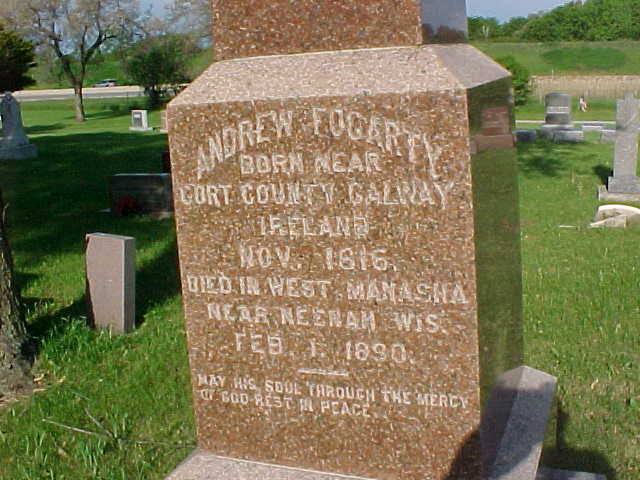 ANDREW FOGARTY,
BORN NEAR
GORT COUNTY GALWAY
IRELAND
NOV. 1816.
DIED IN WEST MANASHA
NEAR NEENAH WIS.
FEB. 1. 1890.
MAY HIS SOUL THROUGH THE MERCY
OF GOD REST IN PEACE.